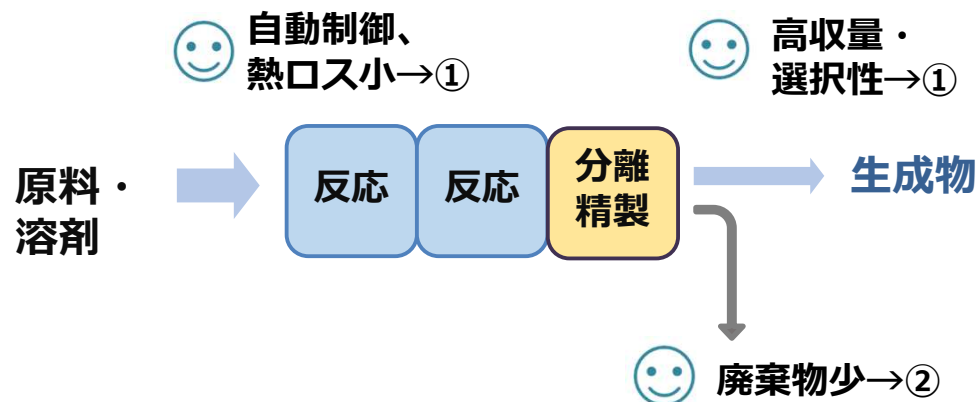 自動制御、
熱ロス小→①
高収量・
選択性→①
原料・
溶剤
反応
反応
分離
精製
生成物
廃棄物少→②